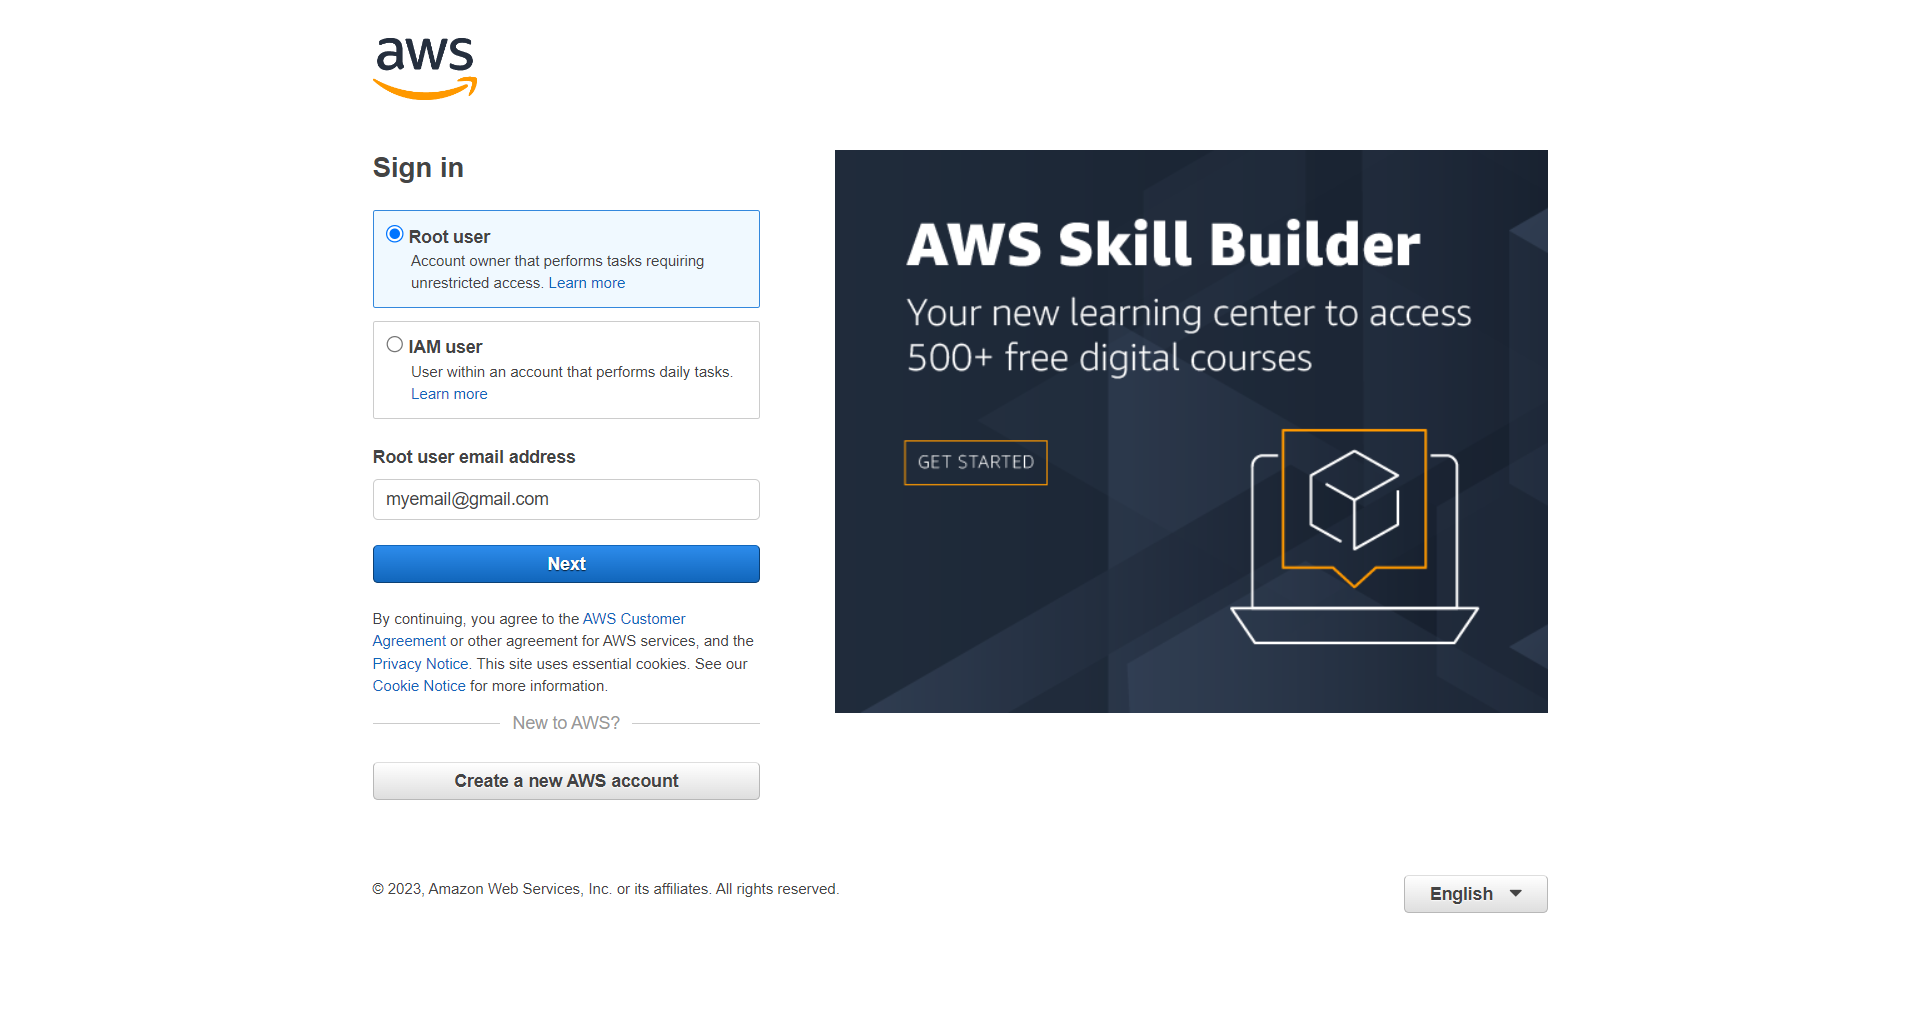 aws
Sign in
Root user
Account owner that performs tasks requiring
unrestricted access. Learn more
IAM user
User within an account that performs daily tasks.
Learn more
Root user email address
myemail@gmail.com
Next
By continuing, you agree to the AWS Customer
Agreement or other agreement for AWS services, and the
Privacy Notice. This site uses essential cookies. See our
Cookie Notice for more information.
New to AWS?
Create a new AWS account
AWS Skill Builder
Your new learning center to access
500+ free digital courses
GET STARTED
© 2023, Amazon Web Services, Inc. or its affiliates. All rights reserved.
English